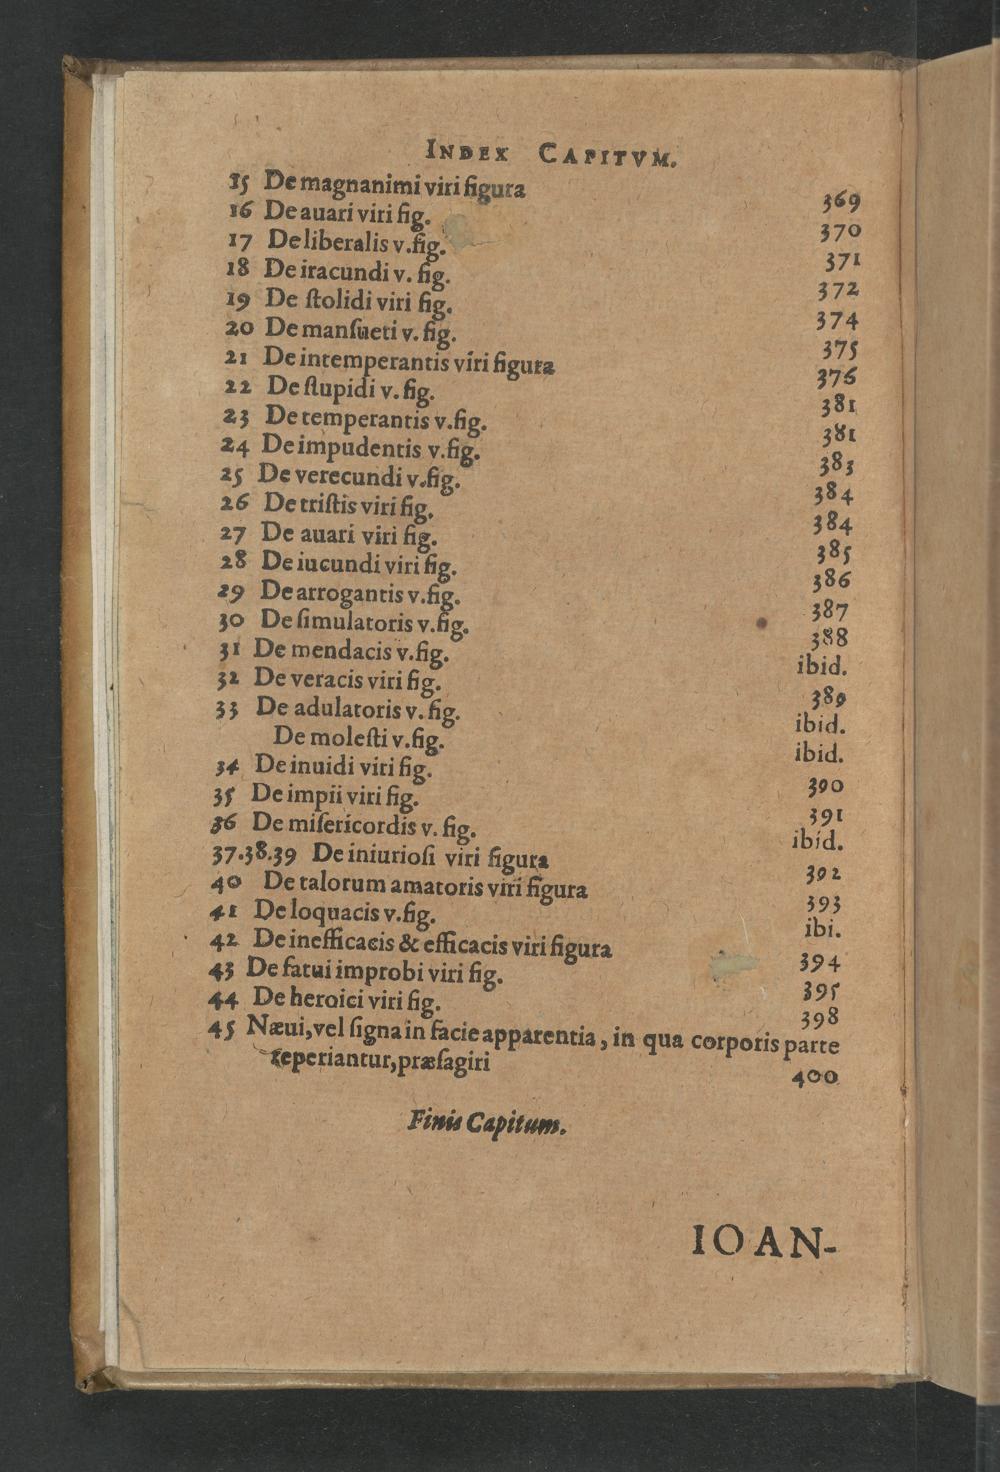 INDEX CAPITVM.
15 De magnanimi viri figura 369
16 De auari viri fig. 370
17 De liberalis v. fig. 371
18 De iracundi v. fig. 372
19 De ſtolidi viri fig. 374
20 De manſueti v. fig. 375
21 De intemperantis viri figura 376
22 De ſtupidi v. fig. 381
23 De temperantis v. fig. 381
24 De impudentis v. fig. 383
25 De verecundi v. fig. 384
26 De triſtis viri fig. 384
27 De auari viri fig. 385
28 De iucundi viri fig. 386
29 De arrogantis v. fig. 387
30 De ſimulatoris v. fig. 388
31 De mendacis v. fig. ibid.
32 De veracis viri fig. 389
33 De adulatoris v. fig. ibid.
De moleſti v. fig. ibid.
34 De inuidi viri fig. 390
35 De impii viri fig. 391
36 De miſericordis v. fig. ibid.
37.38.39 De iniurioſi viri figura 392
40 De talorum amatoris viri figura 393
41 De loquacis v. fig. ibi.
42 De inefficacis & efficacis viri figura 394
43 De fatui improbi viri fig. 395
44 De heroici viri fig. 398
45 Næui, vel ſigna in facie apparentia, in qua corporis parte
reperiantur, præſagiri 400
Finis Capitum.
IOAN-